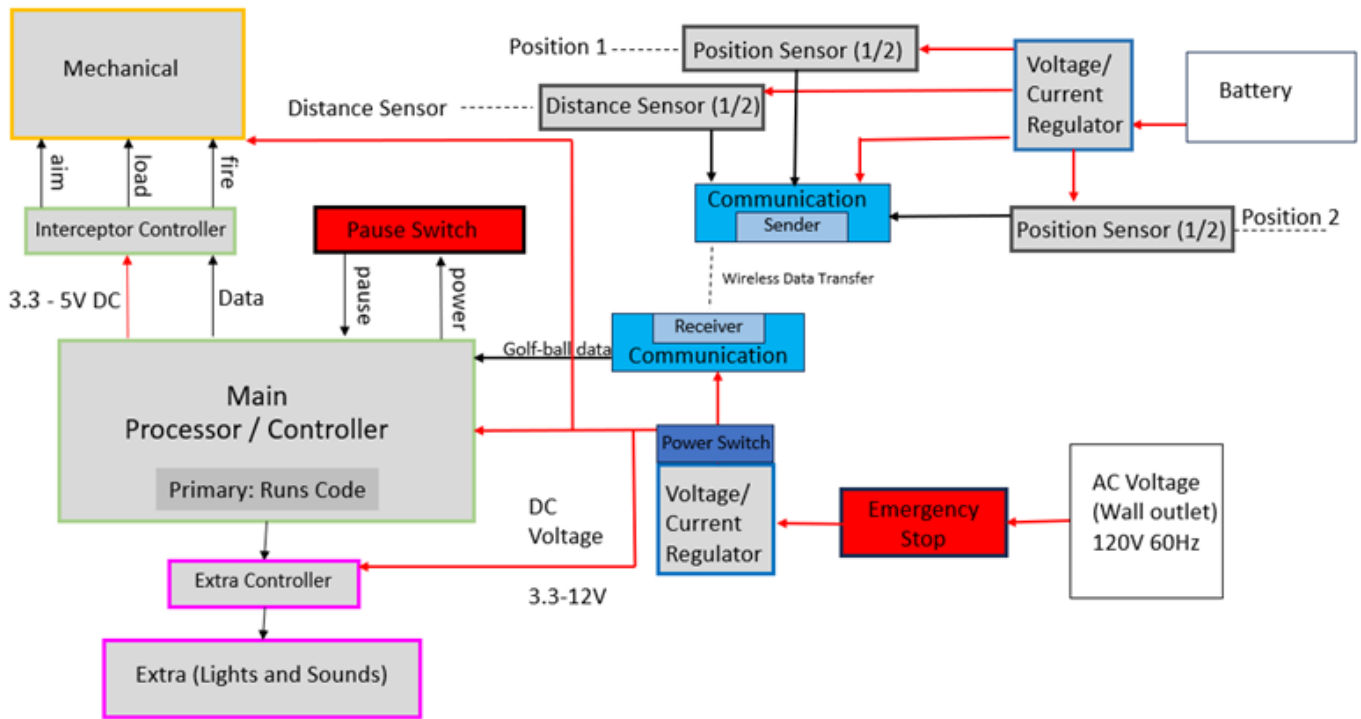 Mechanical
aim
load
fire
Interceptor Controller
3.3 - 5V DC
Data
Pause Switch
pause
power
Position 1
Position Sensor (1/2)
Distance Sensor
Distance Sensor (1/2)
Voltage/
Current
Regulator
Battery
Communication
Sender
Position Sensor (1/2)
Position 2
Wireless Data Transfer
Receiver
Communication
Golf-ball data
Main
Processor / Controller
Primary: Runs Code
Power Switch
Voltage/
Current
Regulator
Emergency
Stop
AC Voltage
(Wall outlet)
120V 60Hz
DC
Voltage
3.3-12V
Extra Controller
Extra (Lights and Sounds)